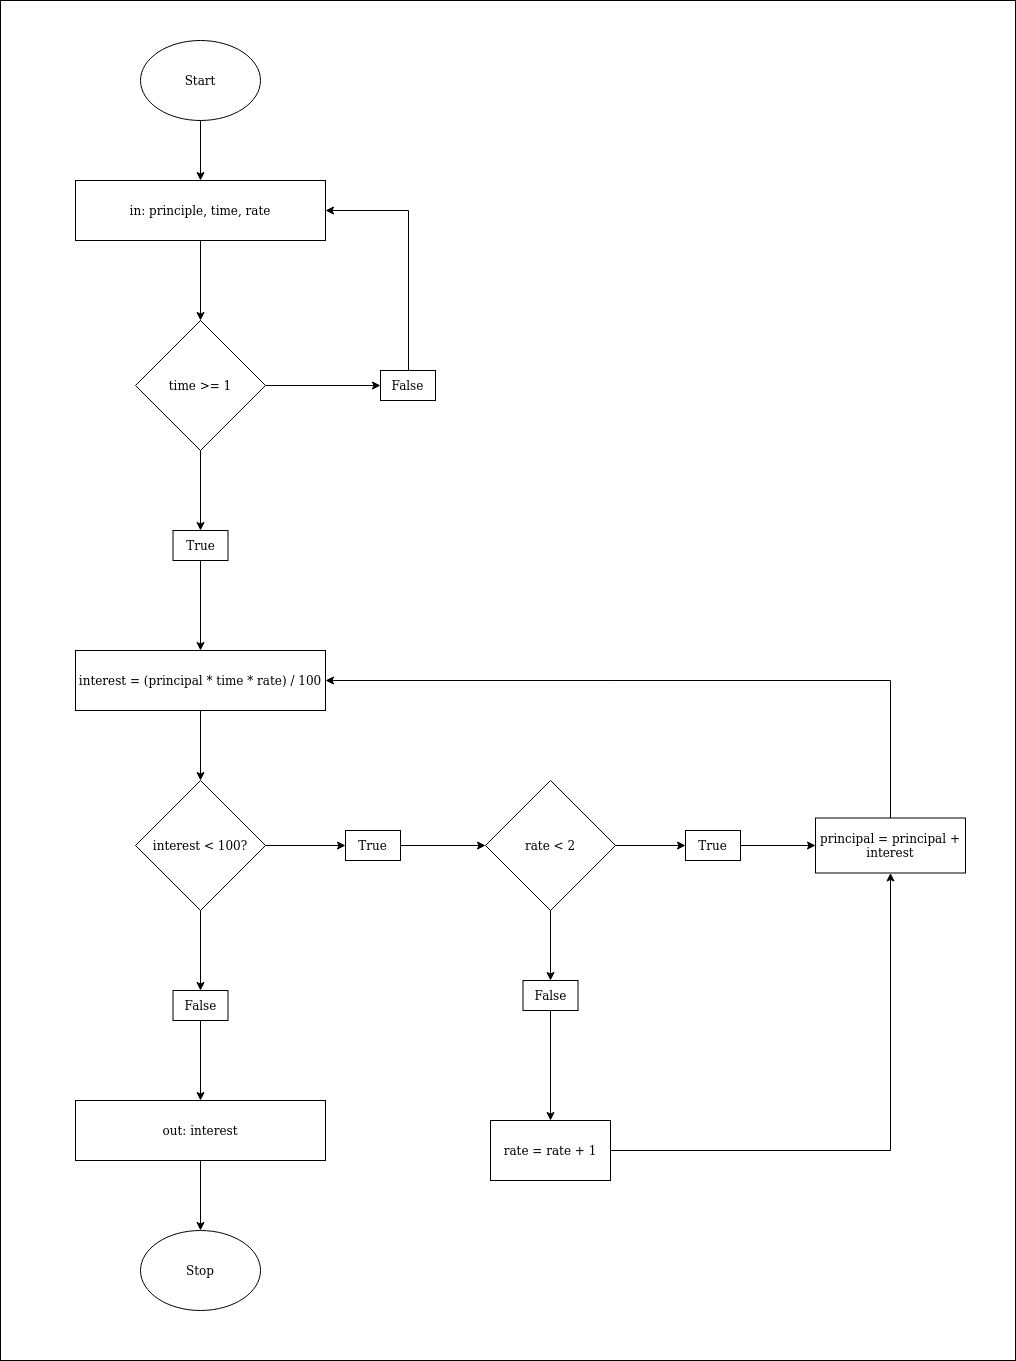 Start
in: principle, time, rate
time >= 1
False
True
interest = (principal * time * rate) / 100
interest < 100?
True
rate < 2
True
principal = principal +
interest
False
False
out: interest
rate = rate + 1
Stop